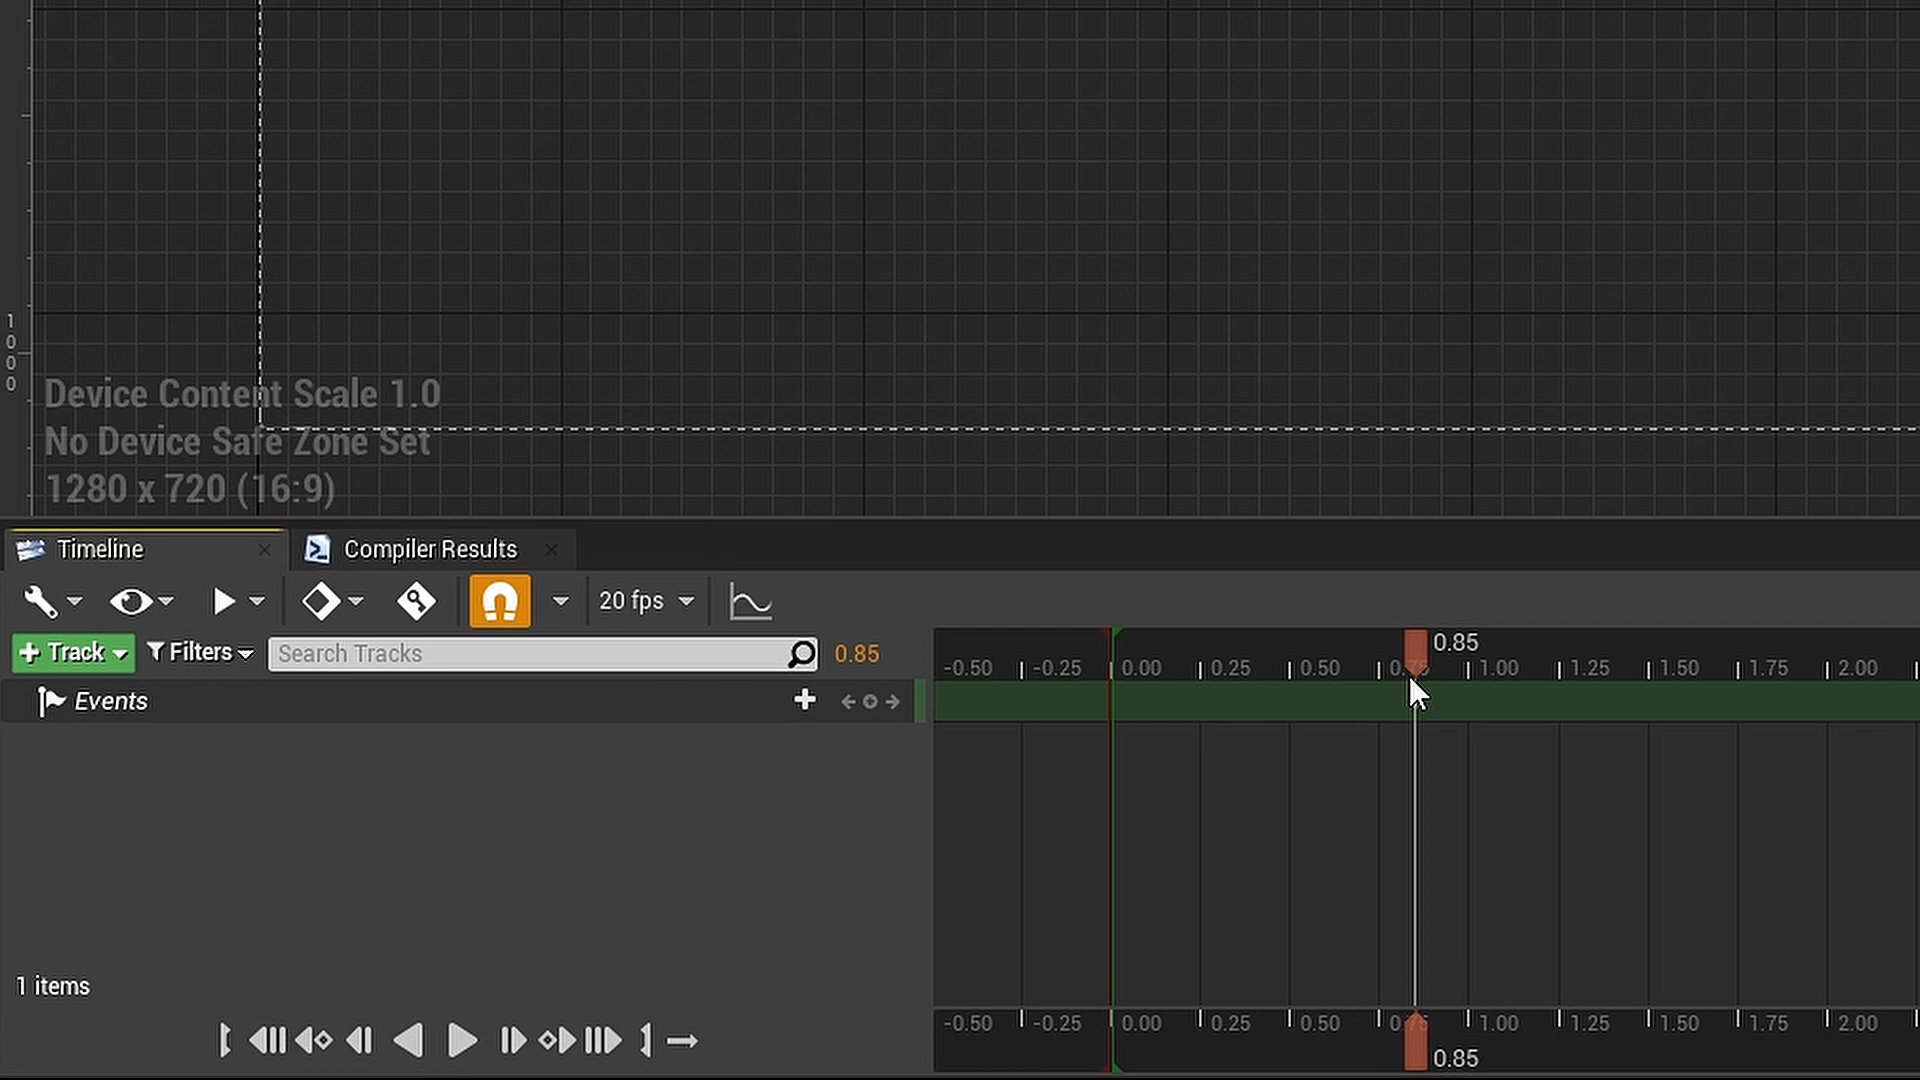 1000
Device Content Scale 1.0
No Device Safe Zone Set
1280 x 720 (16:9)
Timeline
Compiler Results
20 fps
Track
Filters
Search Tracks
0.85
0.85
-0.50 -0.25 0.00 0.25 0.50 0.75 1.00 1.25 1.50 1.75 2.00
Events
1 items
-0.50 -0.25 0.00 0.25 0.50 0.75 1.00 1.25 1.50 1.75 2.00
0.85